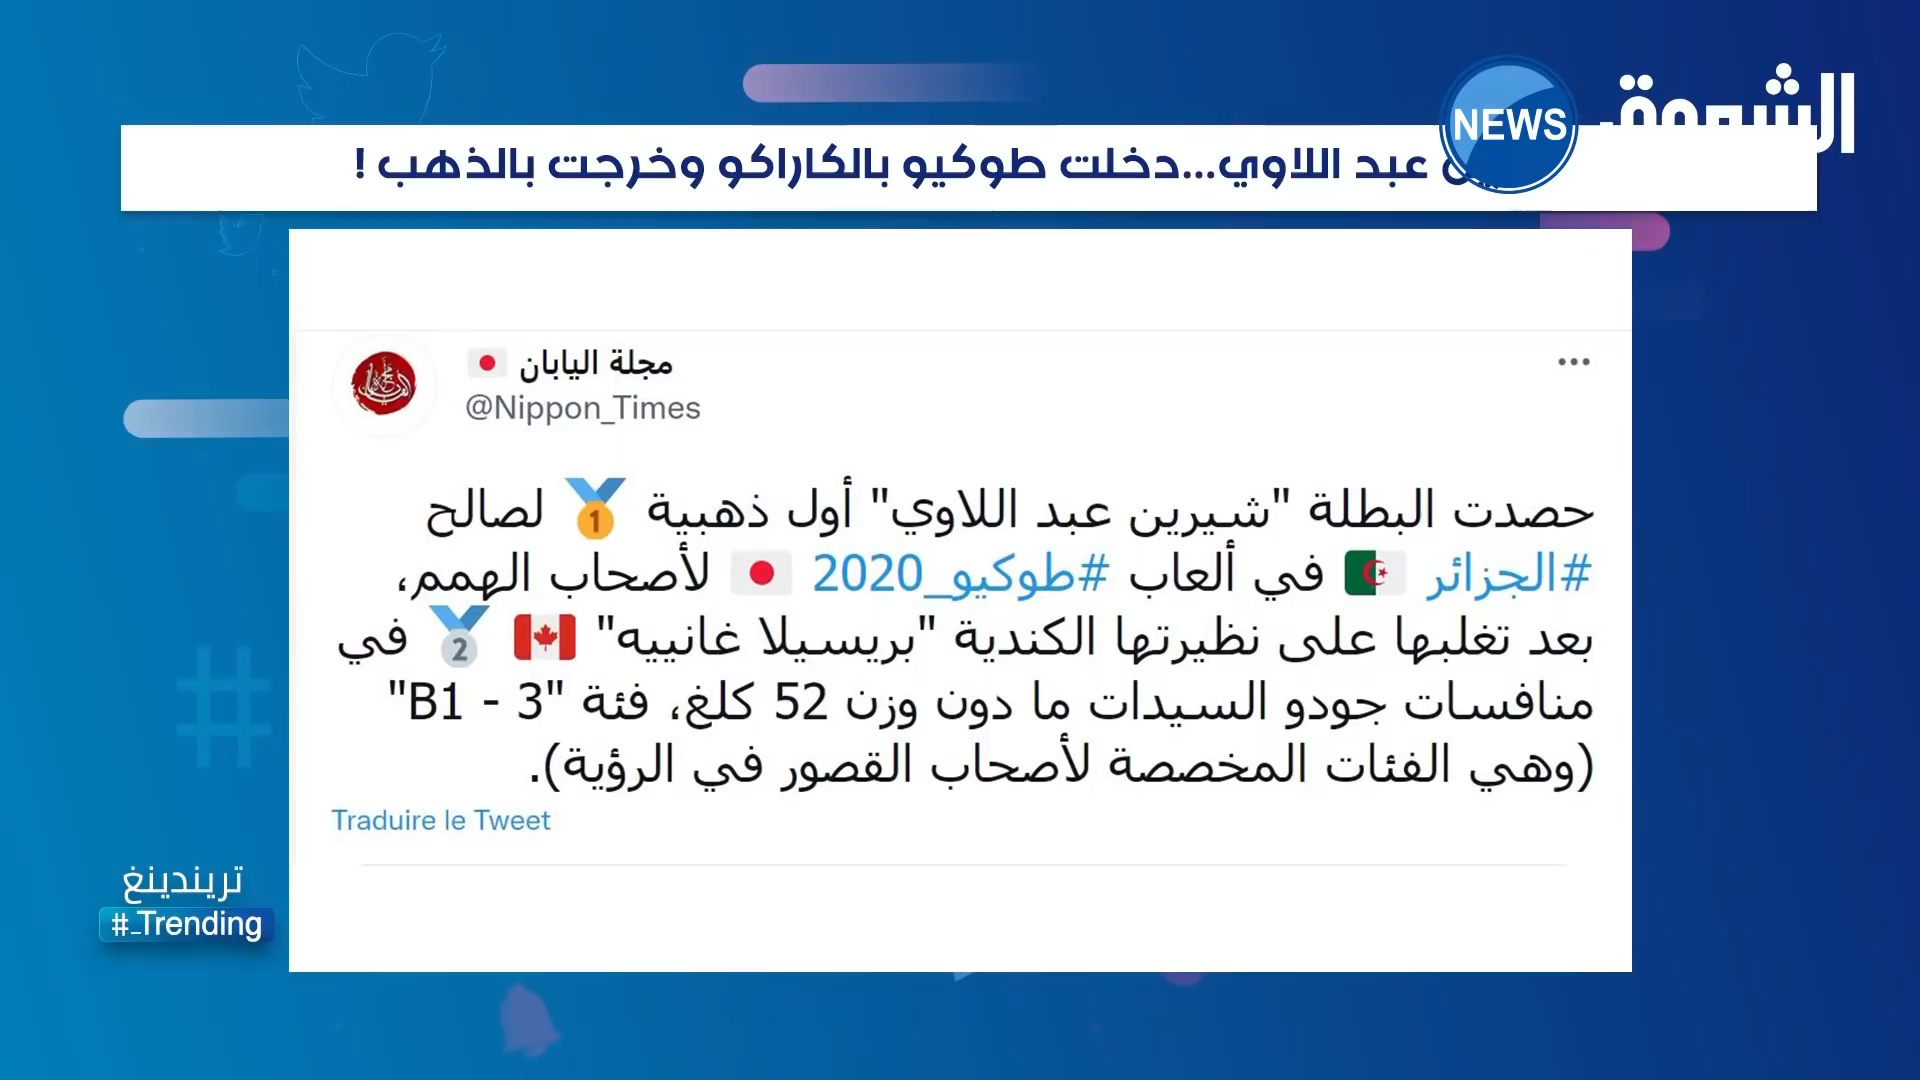 الشروق
NEWS
عبد اللاوي...دخلت طوكيو بالكاراكو وخرجت بالذهب !
مجلة اليابان 🇯🇵
@Nippon_Times
حصدت البطلة "شيرين عبد اللاوي" أول ذهبية 🥇 لصالح
#الجزائر 🇩🇿 في ألعاب #طوكيو_2020 🇯🇵 لأصحاب الهمم،
بعد تغلبها على نظيرتها الكندية "بريسيلا غانييه" 🇨🇦 🥈 في
منافسات جودو السيدات ما دون وزن 52 كلغ، فئة "B1 - 3"
(وهي الفئات المخصصة لأصحاب القصور في الرؤية).
Traduire le Tweet
تريندينغ
#_Trending